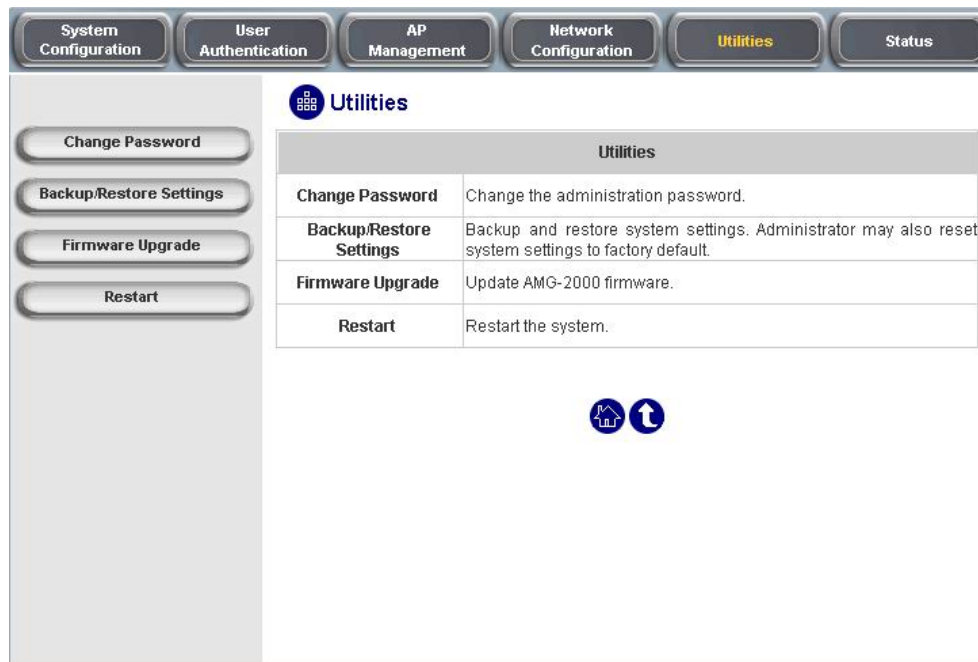 System
Configuration
User
Authentication
AP
Management
Network
Configuration
Utilities
Status
Change Password
Backup/Restore Settings
Firmware Upgrade
Restart
Utilities
Utilities
Change Password
Change the administration password.
Backup/Restore
Settings
Backup and restore system settings. Administrator may also reset
system settings to factory default.
Firmware Upgrade
Update AMG-2000 firmware.
Restart
Restart the system.